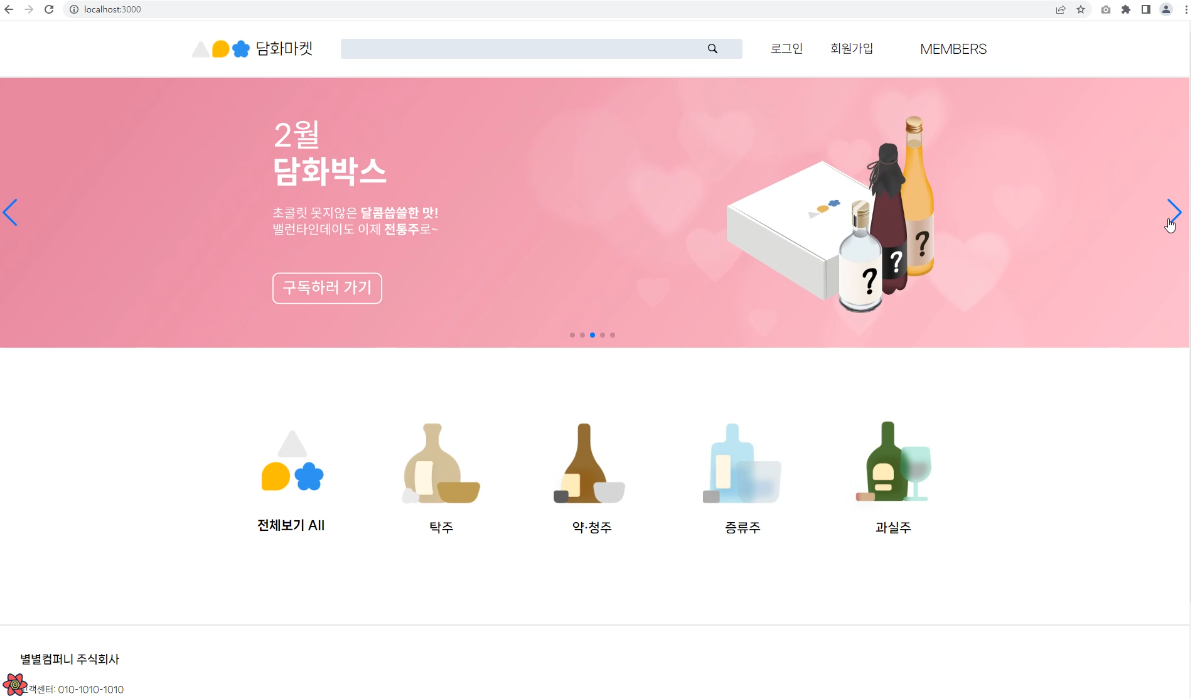 localhost:3000
담화마켓
로그인
회원가입
MEMBERS
2월
담화박스
초콜릿 못지않은 달콤씁쓸한 맛!
밸런타인데이도 이제 전통주로~
구독하러 가기
?
?
?
전체보기 All
탁주
약·청주
증류주
과실주
별별컴퍼니 주식회사
객센터: 010-1010-1010